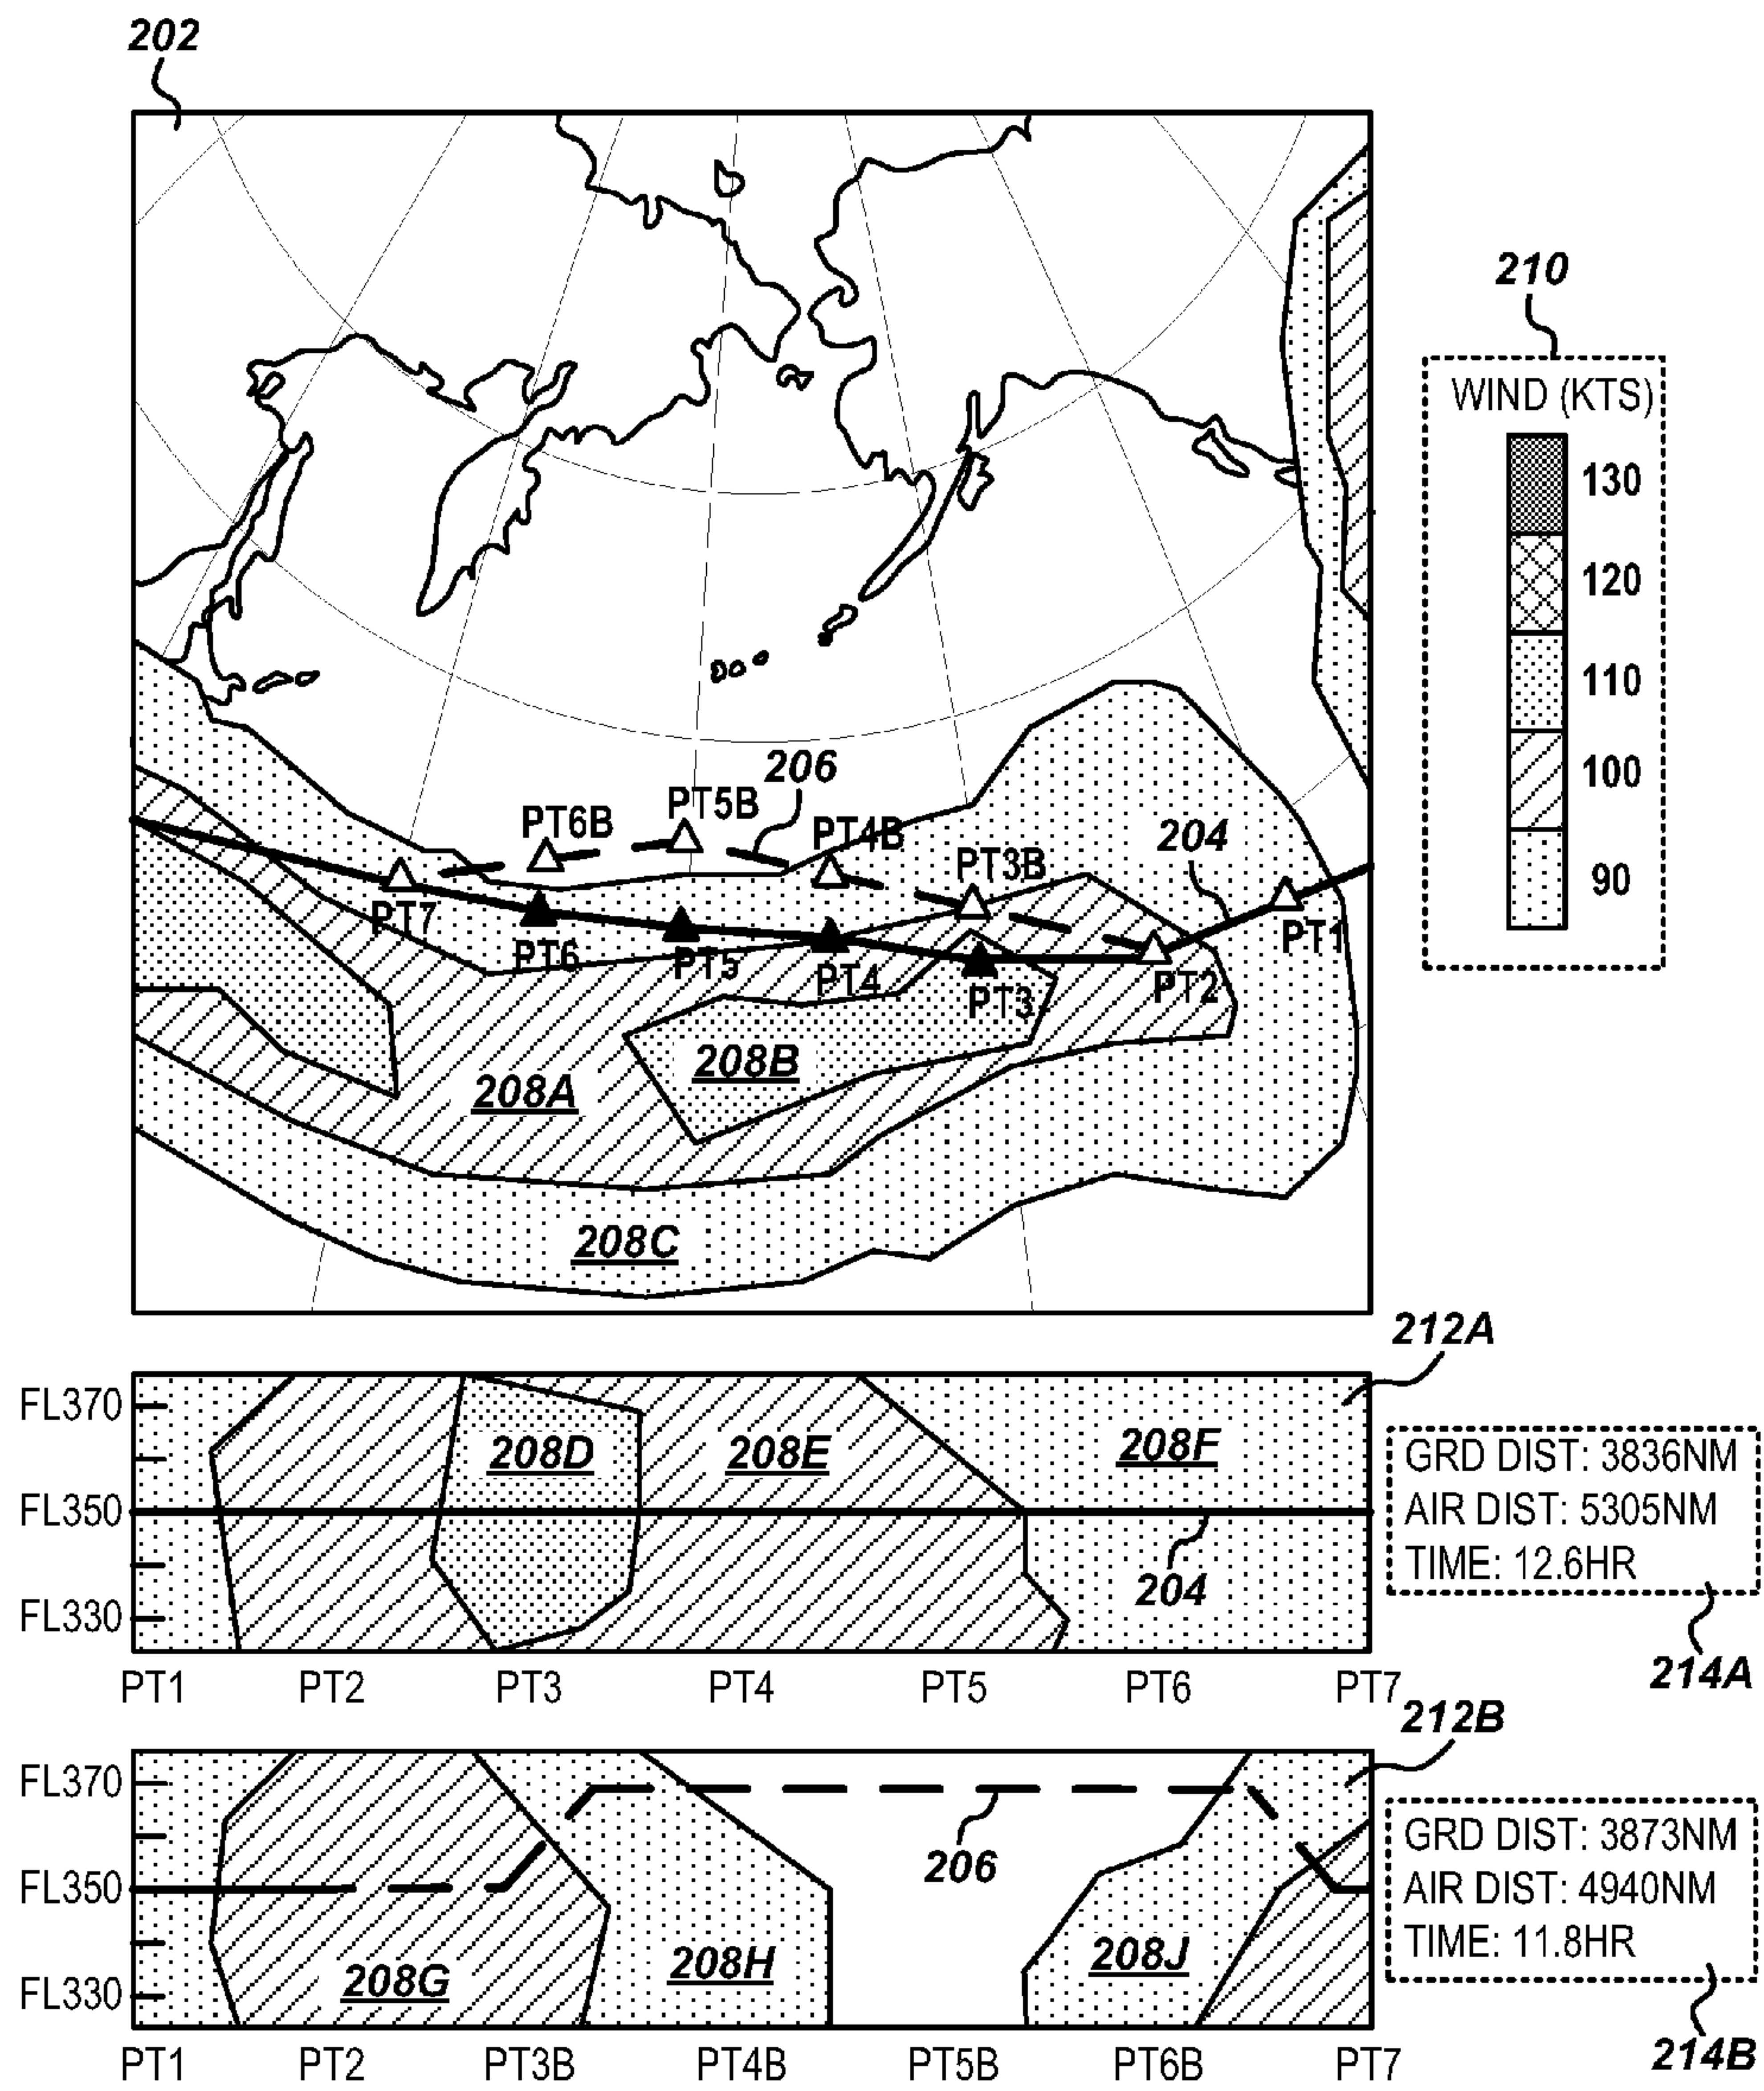 202
210
WIND (KTS)
130
120
110
100
90
206
PT5B
PT6B
PT4B
204
PT3B
PT7
PT6
PT5
PT4
PT3
PT2
PT1
208B
208A
208C
212A
FL370
208D
208E
208F
GRD DIST: 3836NM
AIR DIST: 5305NM
TIME: 12.6HR
FL350
204
FL330
214A
PT1 PT2 PT3 PT4 PT5 PT6 PT7
212B
FL370
GRD DIST: 3873NM
AIR DIST: 4940NM
TIME: 11.8HR
206
FL350
208G
208H
208J
FL330
214B
PT1 PT2 PT3B PT4B PT5B PT6B PT7